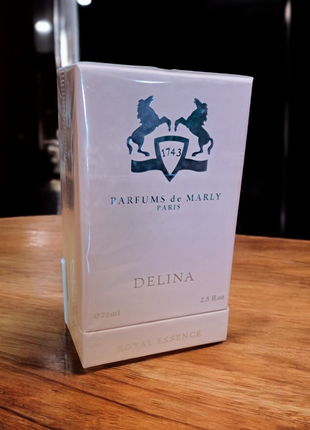 1743
PARFUMS de MARLY
PARIS
DELINA
℮75ml 2.5 fl.oz
ROYAL ESSENCE